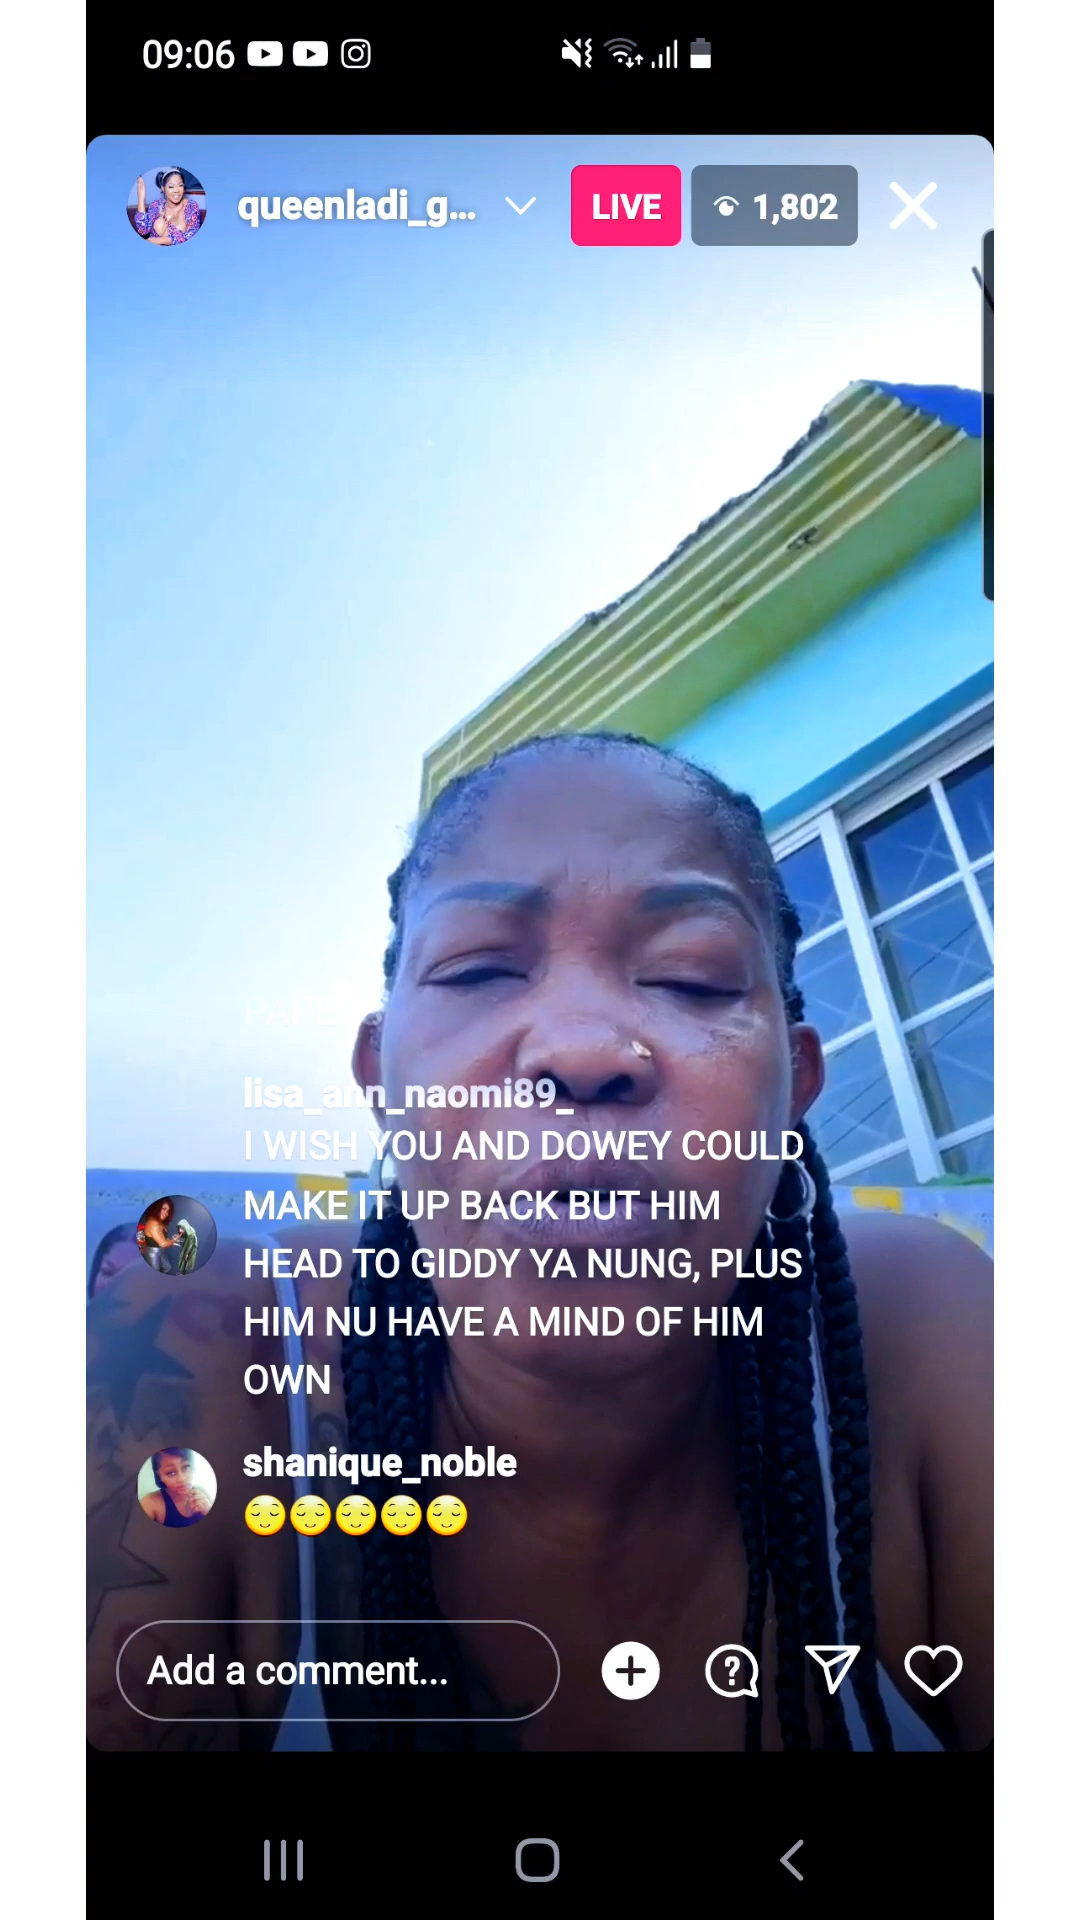 09:06
queenladi_g...
LIVE
1,802
lisa_ann_naomi89_
I WISH YOU AND DOWEY COULD
MAKE IT UP BACK BUT HIM
HEAD TO GIDDY YA NUNG, PLUS
HIM NU HAVE A MIND OF HIM
OWN
shanique_noble
😌😌😌😌😌
Add a comment...